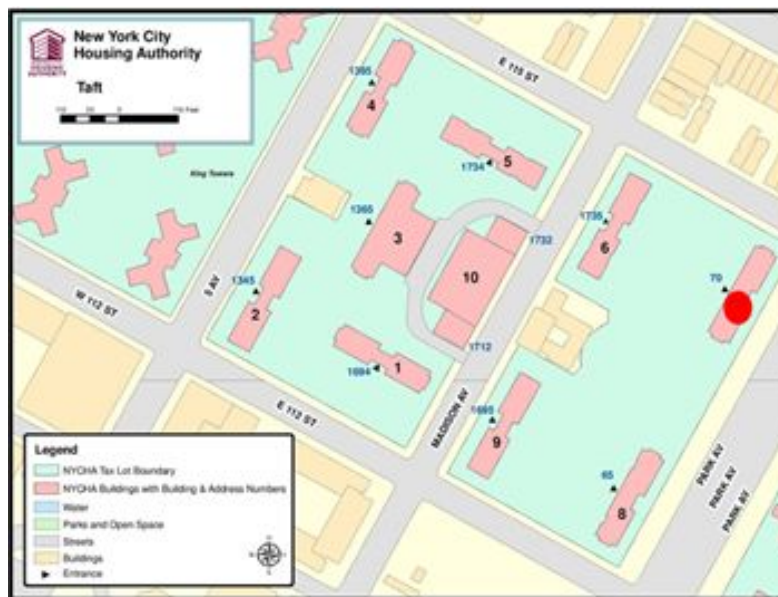 New York City
Housing Authority
Taft
King Towers
E 115 ST
1395
4
5
1734
1365
3
1732
1735
6
10
70
5 AV
1345
2
W 112 ST
1
1694
1712
E 112 ST
MADISON AV
1695
9
65
8
PARK AV
PARK AV
PARK AV
Legend
NYCHA Tax Lot Boundary
NYCHA Buildings with Building & Address Numbers
Water
Parks and Open Space
Streets
Buildings
Entrance